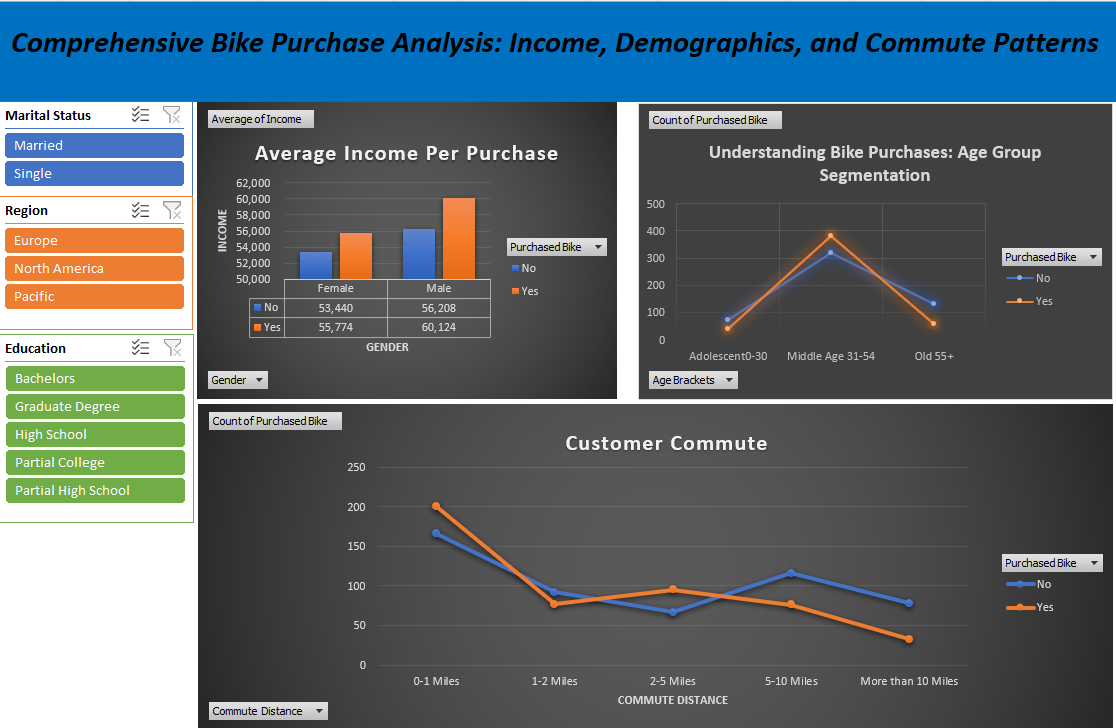 Comprehensive Bike Purchase Analysis: Income, Demographics, and Commute Patterns
Marital Status
Married
Single
Region
Europe
North America
Pacific
Education
Bachelors
Graduate Degree
High School
Partial College
Partial High School
Average of Income
Average Income Per Purchase
62,000
60,000
58,000
56,000
54,000
52,000
50,000
INCOME
Female Male
No 53,440 56,208
Yes 55,774 60,124
GENDER
Purchased Bike
No
Yes
Gender
Count of Purchased Bike
Understanding Bike Purchases: Age Group
Segmentation
500
400
300
200
100
0
Adolescent0-30 Middle Age 31-54 Old 55+
Purchased Bike
No
Yes
Age Brackets
Count of Purchased Bike
Customer Commute
250
200
150
100
50
0
0-1 Miles 1-2 Miles 2-5 Miles 5-10 Miles More than 10 Miles
COMMUTE DISTANCE
Purchased Bike
No
Yes
Commute Distance